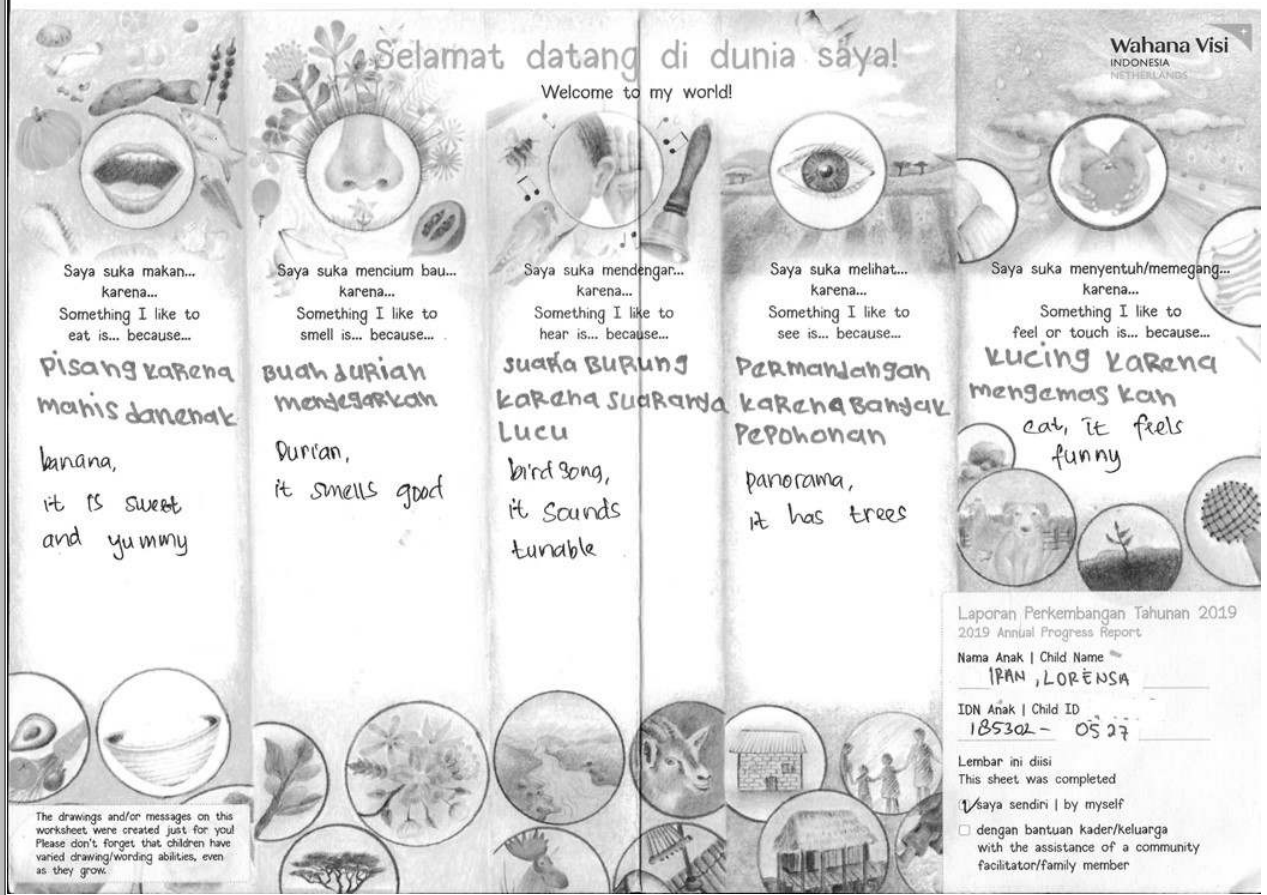 Selamat datang di dunia saya!
Welcome to my world!
Wahana Visi
INDONESIA
NETHERLANDS
Saya suka makan...
karena...
Something I like to
eat is... because...
Pisang kaRena
manis danenak
banana,
it is sweet
and yummy
Saya suka mencium bau...
karena...
Something I like to
smell is... because...
Buah duRian
menyegarkan
Durian,
it smells good
Saya suka mendengar...
karena...
Something I like to
hear is... because...
suaRa BuRung
kaRena suaRanya
Lucu
bird song,
it sounds
tunable
Saya suka melihat...
karena...
Something I like to
see is... because...
PeRmandangan
kaRena Banyak
PePohonan
panorama,
it has trees
Saya suka menyentuh/memegang...
karena...
Something I like to
feel or touch is... because...
kucing kaRena
mengemas kan
cat, it feels
funny
Laporan Perkembangan Tahunan 2019
2019 Annual Progress Report
Nama Anak | Child Name
IRAN, LORENSA
IDN Anak | Child ID
185302- 0527
Lembar ini diisi
This sheet was completed
saya sendiri | by myself
dengan bantuan kader/keluarga
with the assistance of a community
facilitator/family member
The drawings and/or messages on this
worksheet were created just for you!
Please don't forget that children have
varied drawing/wording abilities, even
as they grow.